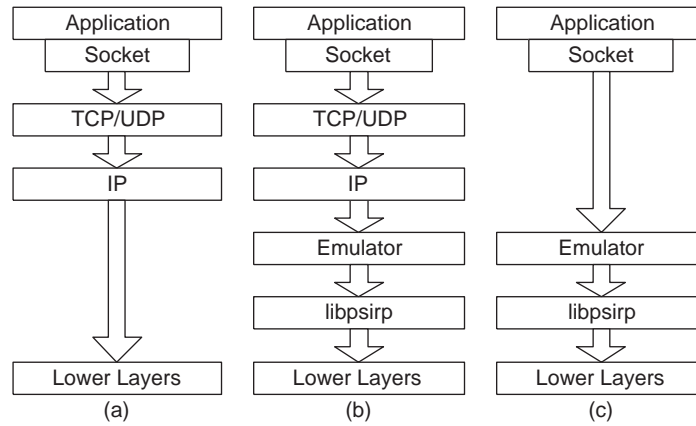 Application
Socket
TCP/UDP
IP
Lower Layers
(a)
Application
Socket
TCP/UDP
IP
Emulator
libpsirp
Lower Layers
(b)
Application
Socket
Emulator
libpsirp
Lower Layers
(c)